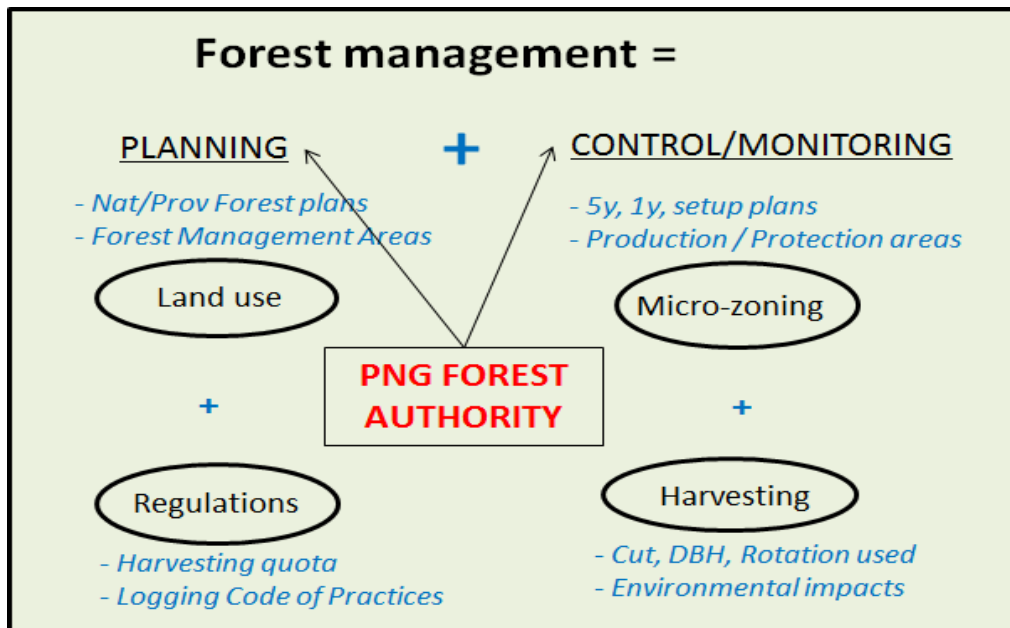 Forest management =
PLANNING
+
CONTROL/MONITORING
- Nat/Prov Forest plans
- Forest Management Areas
- 5y, 1y, setup plans
- Production / Protection areas
Land use
Micro-zoning
PNG FOREST
AUTHORITY
+
+
Regulations
Harvesting
- Harvesting quota
- Logging Code of Practices
- Cut, DBH, Rotation used
- Environmental impacts